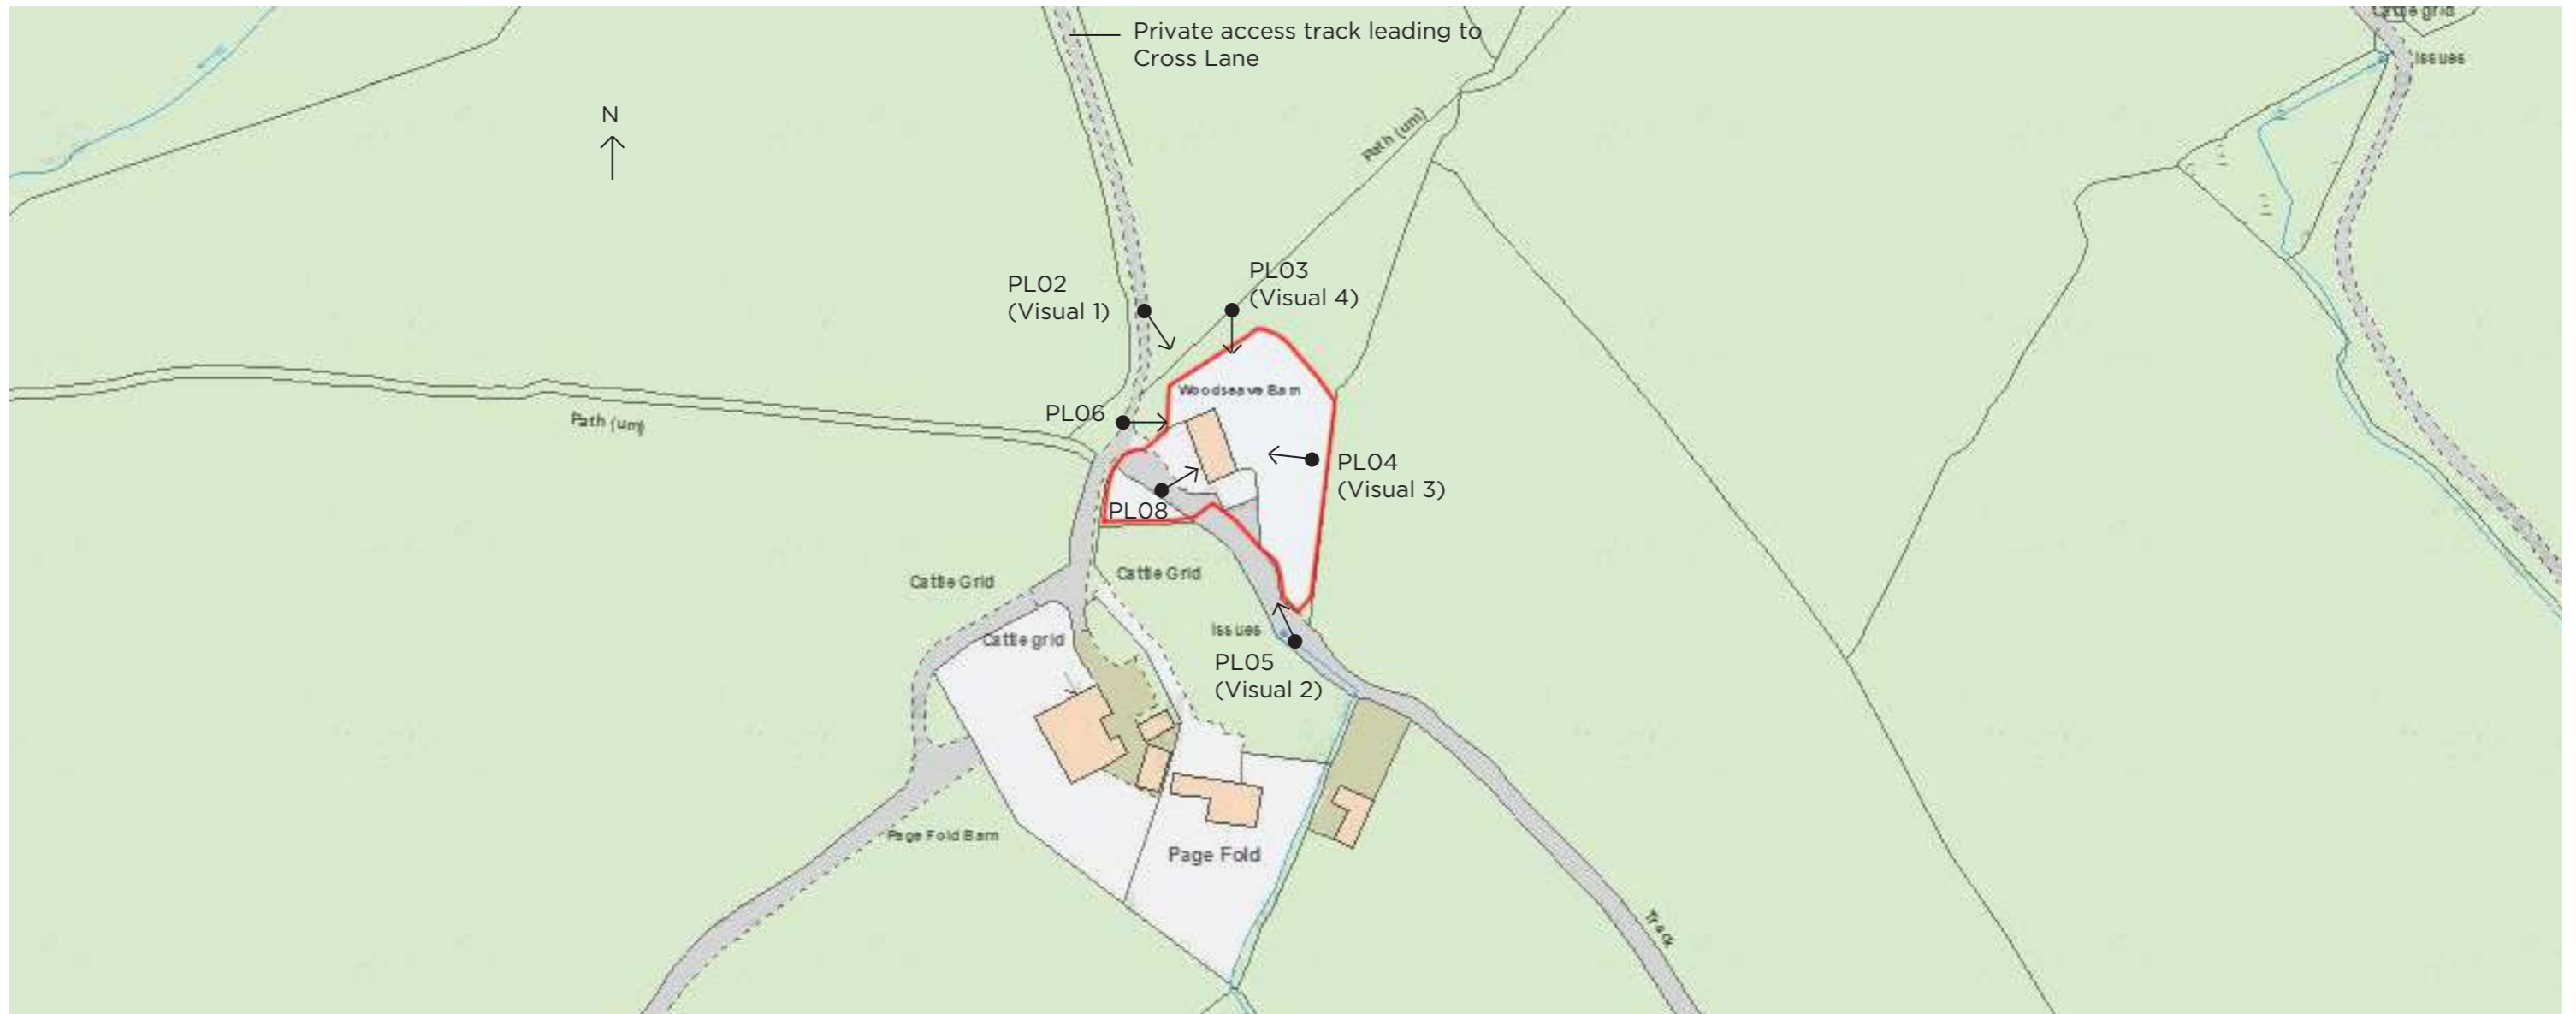 Private access track leading to
Cross Lane
Cattle grid
Issues
N
Path (um)
PL02
(Visual 1)
PL03
(Visual 4)
Woodseave Barn
PL06
Path (um)
PL04
(Visual 3)
PL08
Cattle Grid
Cattle Grid
Issues
Cattle grid
PL05
(Visual 2)
Page Fold Barn
Page Fold
Track